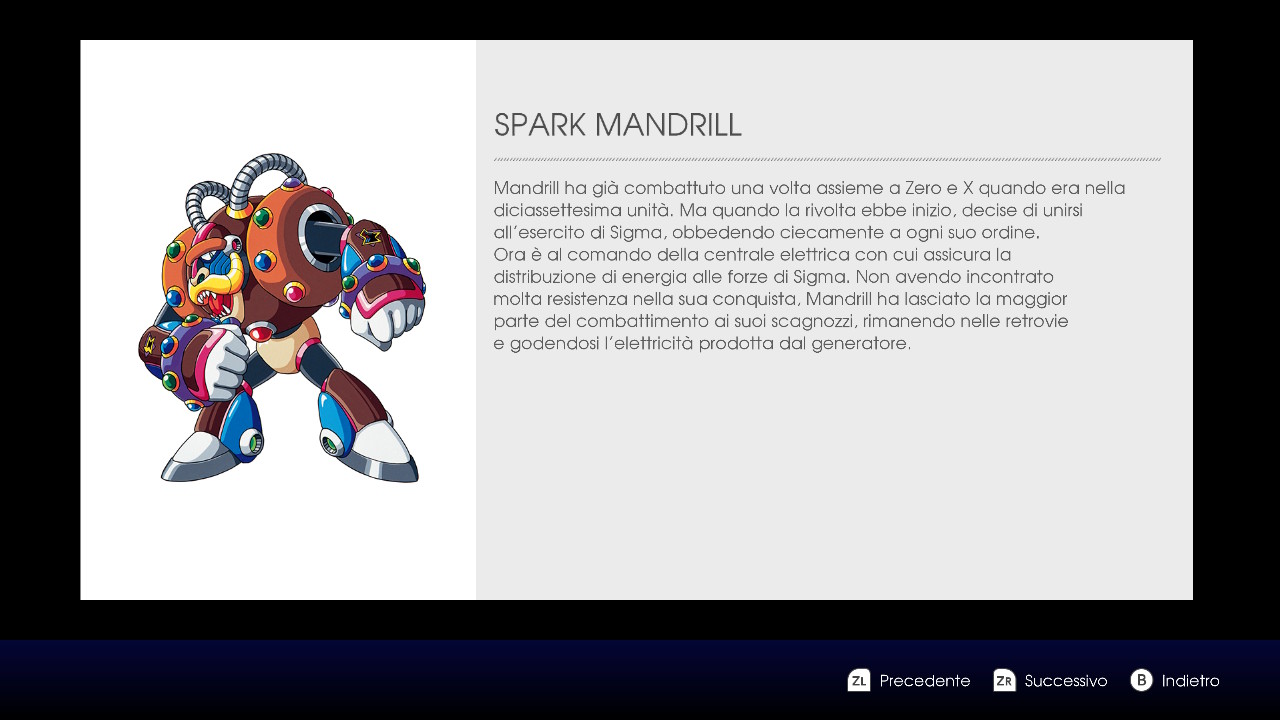 SPARK MANDRILL
Mandrill ha già combattuto una volta assieme a Zero e X quando era nella
diciassettesima unità. Ma quando la rivolta ebbe inizio, decise di unirsi
all'esercito di Sigma, obbedendo ciecamente a ogni suo ordine.
Ora è al comando della centrale elettrica con cui assicura la
distribuzione di energia alle forze di Sigma. Non avendo incontrato
molta resistenza nella sua conquista, Mandrill ha lasciato la maggior
parte del combattimento ai suoi scagnozzi, rimanendo nelle retrovie
e godendosi l'elettricità prodotta dal generatore.
ZL Precedente ZR Successivo B Indietro